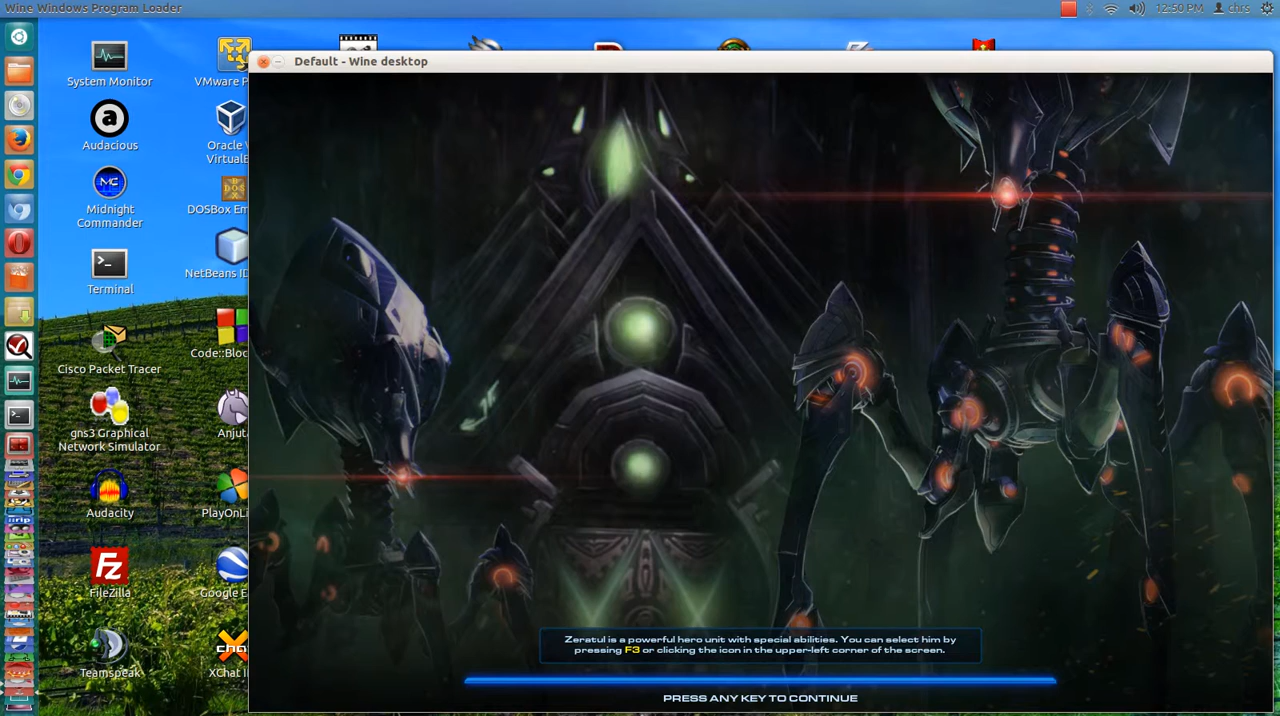 Wine Windows Program Loader
12:50 PM
chrs
Default - Wine desktop
System Monitor
VMware P
Audacious
Oracle
VirtualB
Midnight
Commander
DOSBox Em
Terminal
NetBeans ID
Cisco Packet Tracer
Code::Bloc
gns3 Graphical
Network Simulator
Anjut
Audacity
PlayOnLi
FileZilla
Google E
Teamspeak
XChat
Zeratul is a powerful hero unit with special abilities. You can select him by
pressing F3 or clicking the icon in the upper-left corner of the screen.
PRESS ANY KEY TO CONTINUE